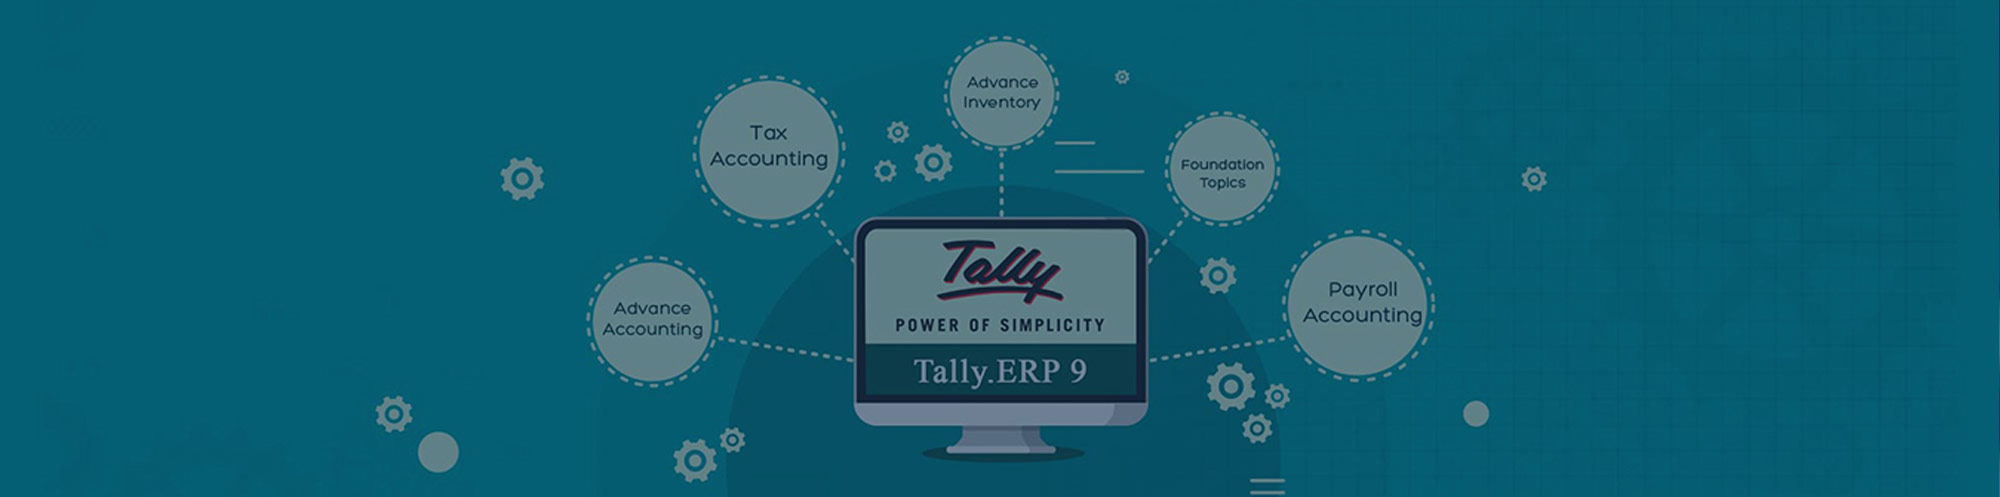 Advance
Inventory
Tax
Accounting
Foundation
Topics
Advance
Accounting
Tally
POWER OF SIMPLICITY
Tally.ERP 9
Payroll
Accounting